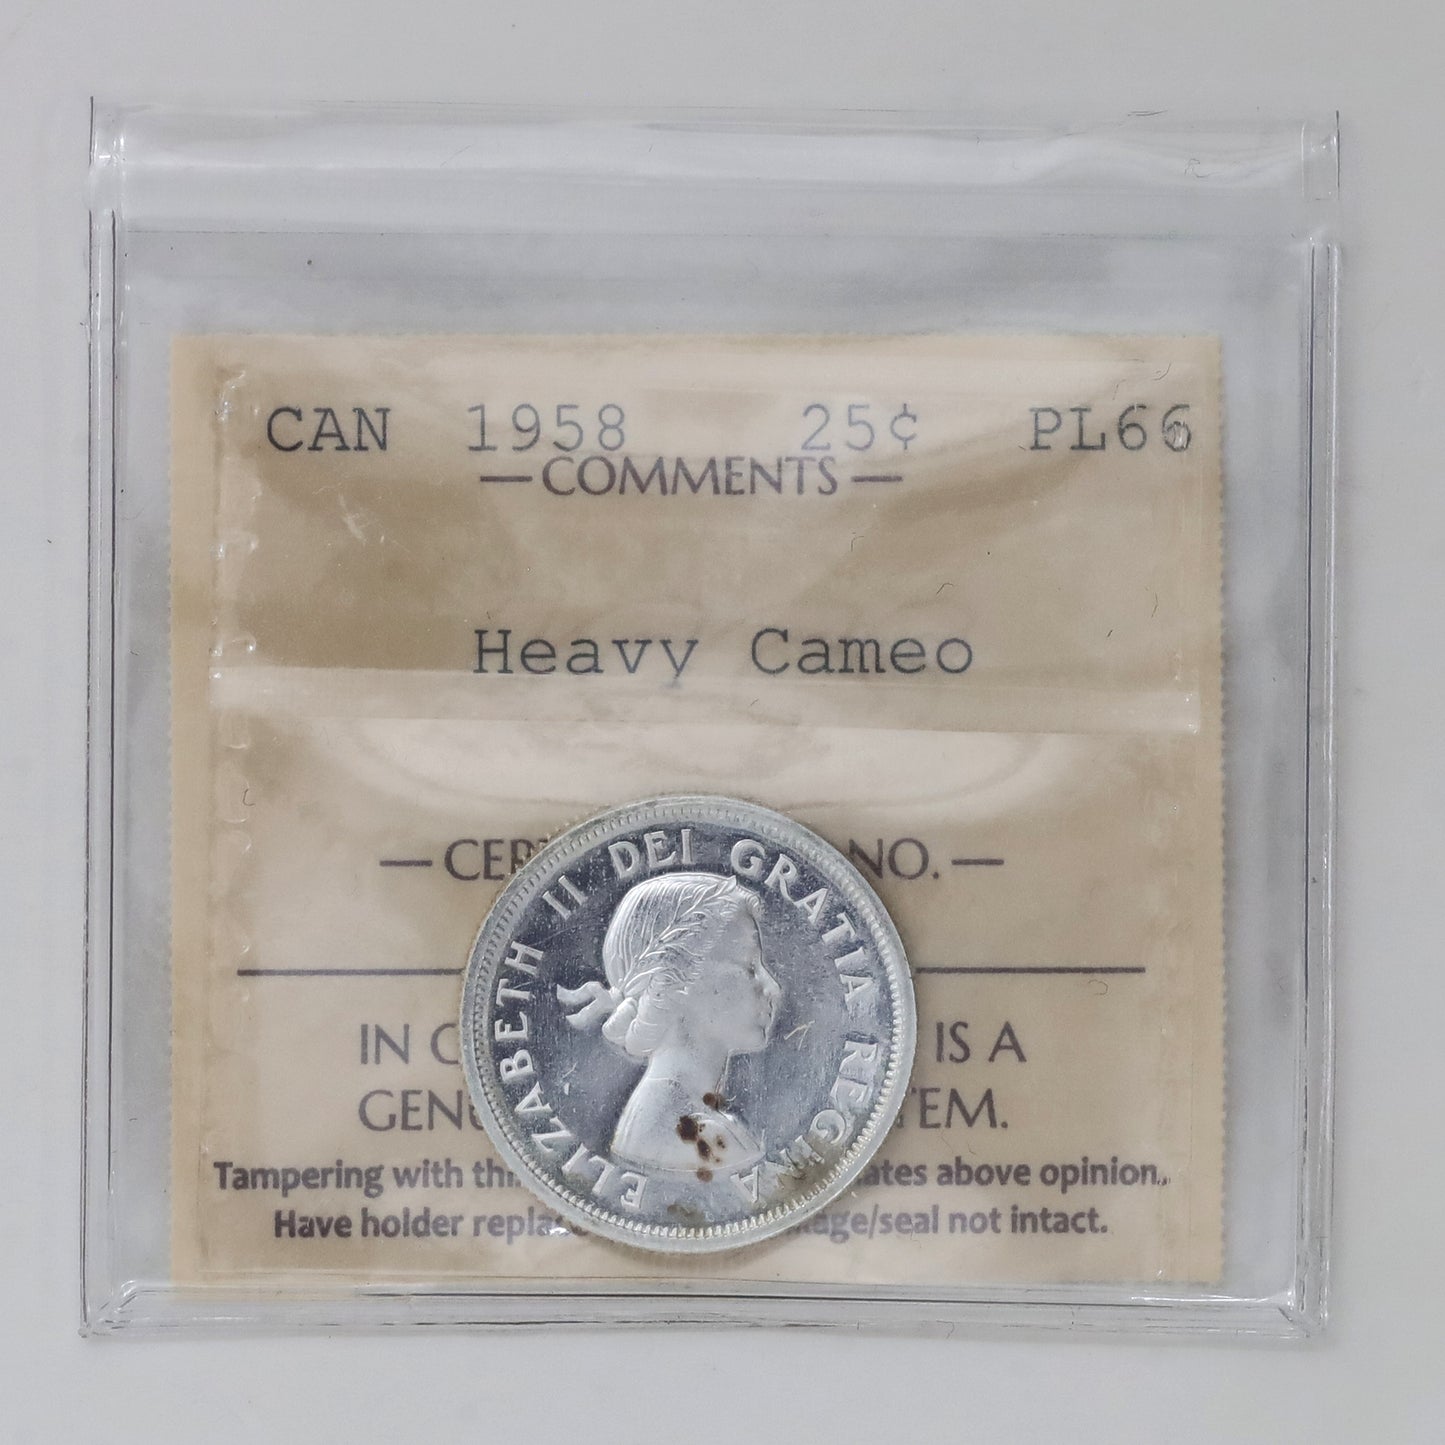 CAN 1958 25¢ PL66
—COMMENTS—
Heavy Cameo
— CER NO. —
IN C IS A
GENU TEM.
Tampering with thi ates above opinion.
Have holder repla age/seal not intact.
ELIZABETH II DEI GRATIA REGINA